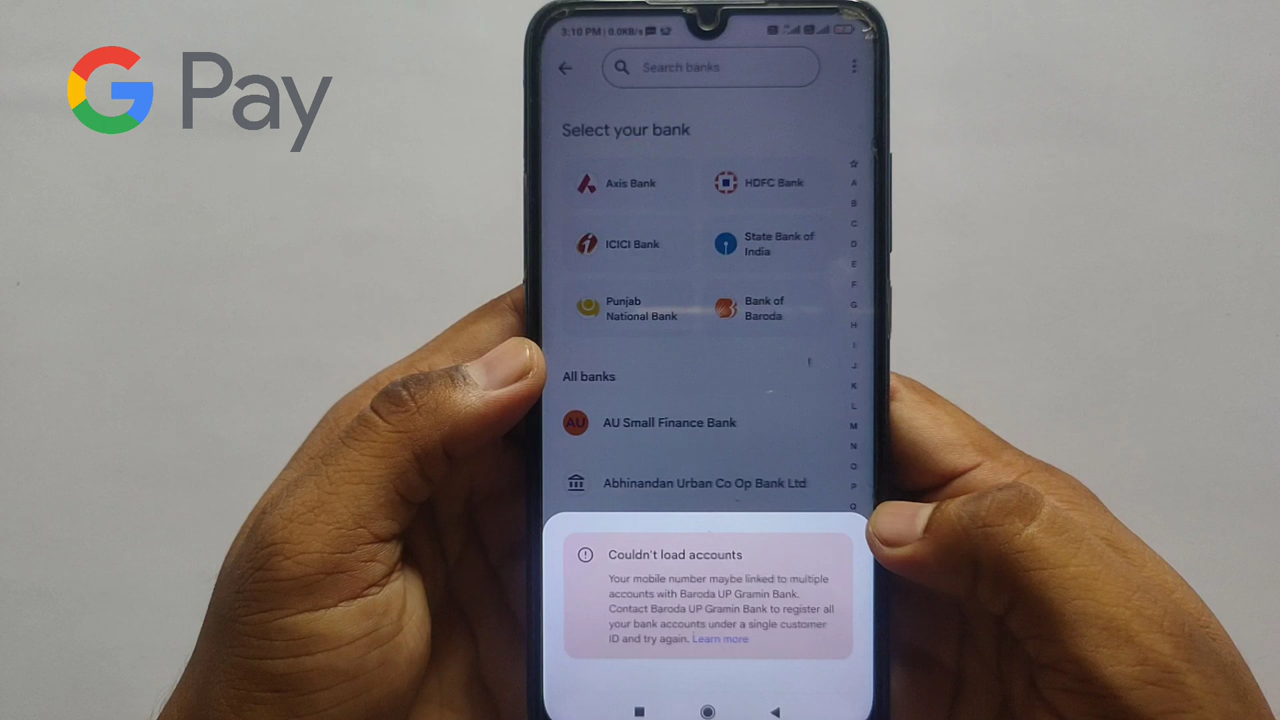 G Pay
3:10 PM | 0.0KB/s
Search banks
Select your bank
Axis Bank
HDFC Bank
ICICI Bank
State Bank of
India
Punjab
National Bank
Bank of
Baroda
All banks
AU
AU Small Finance Bank
Abhinandan Urban Co Op Bank Ltd
A
B
C
D
E
F
G
H
I
J
K
L
M
N
O
P
Q
Couldn't load accounts
Your mobile number maybe linked to multiple
accounts with Baroda UP Gramin Bank.
Contact Baroda UP Gramin Bank to register all
your bank accounts under a single customer
ID and try again. Learn more